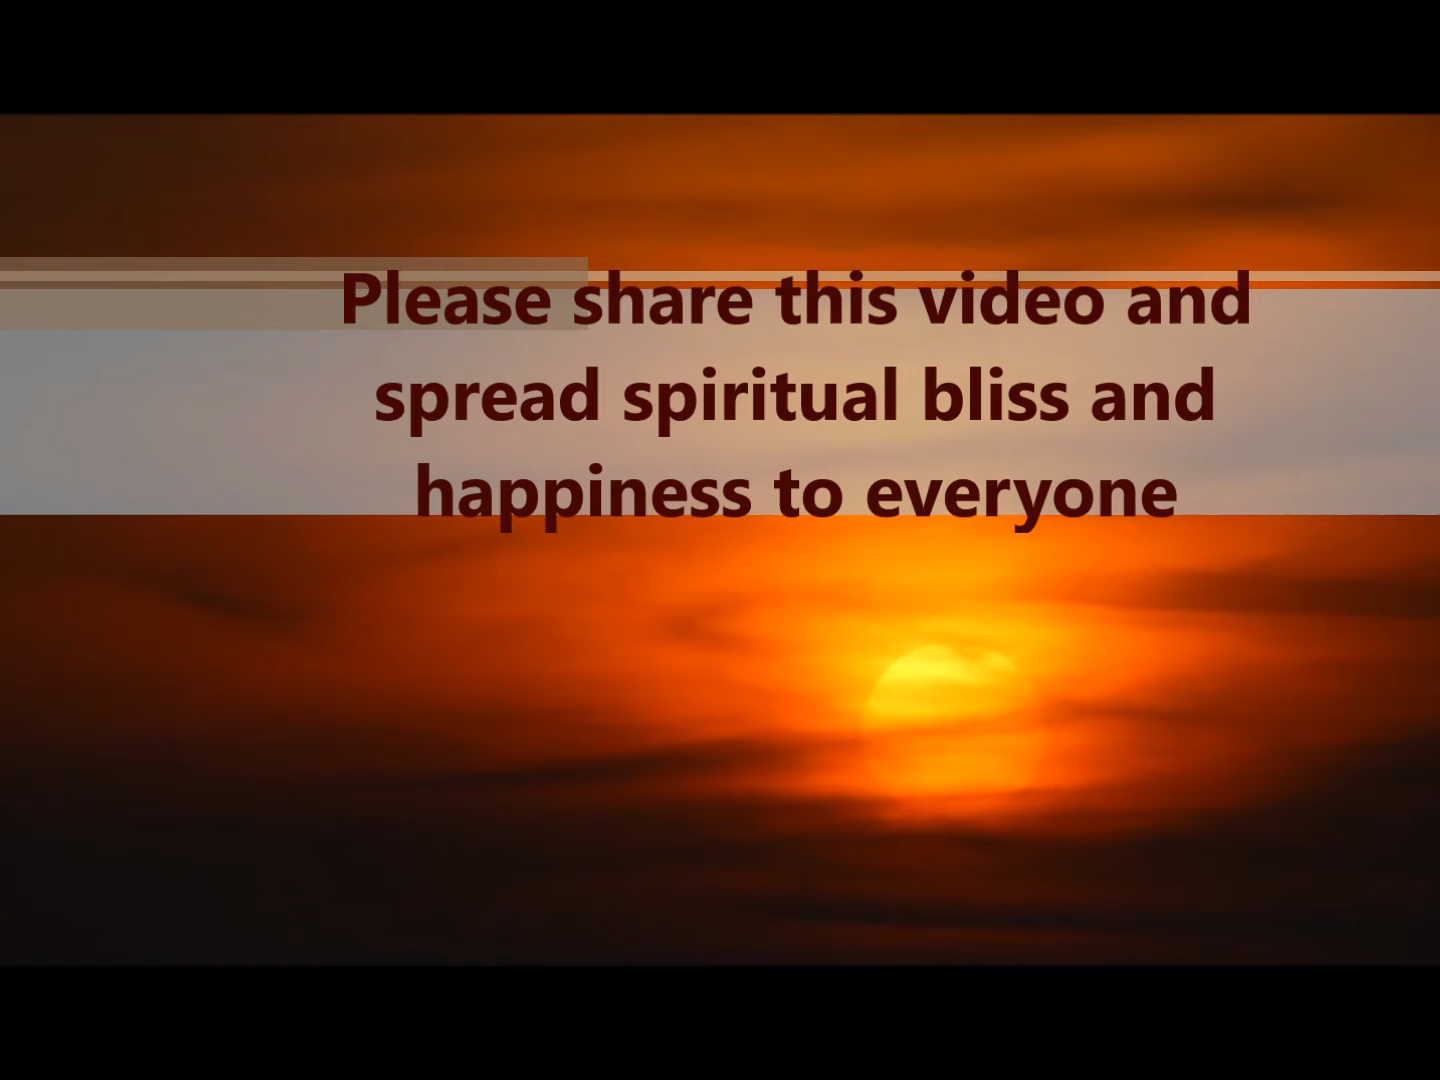 Please share this video and
spread spiritual bliss and
happiness to everyone